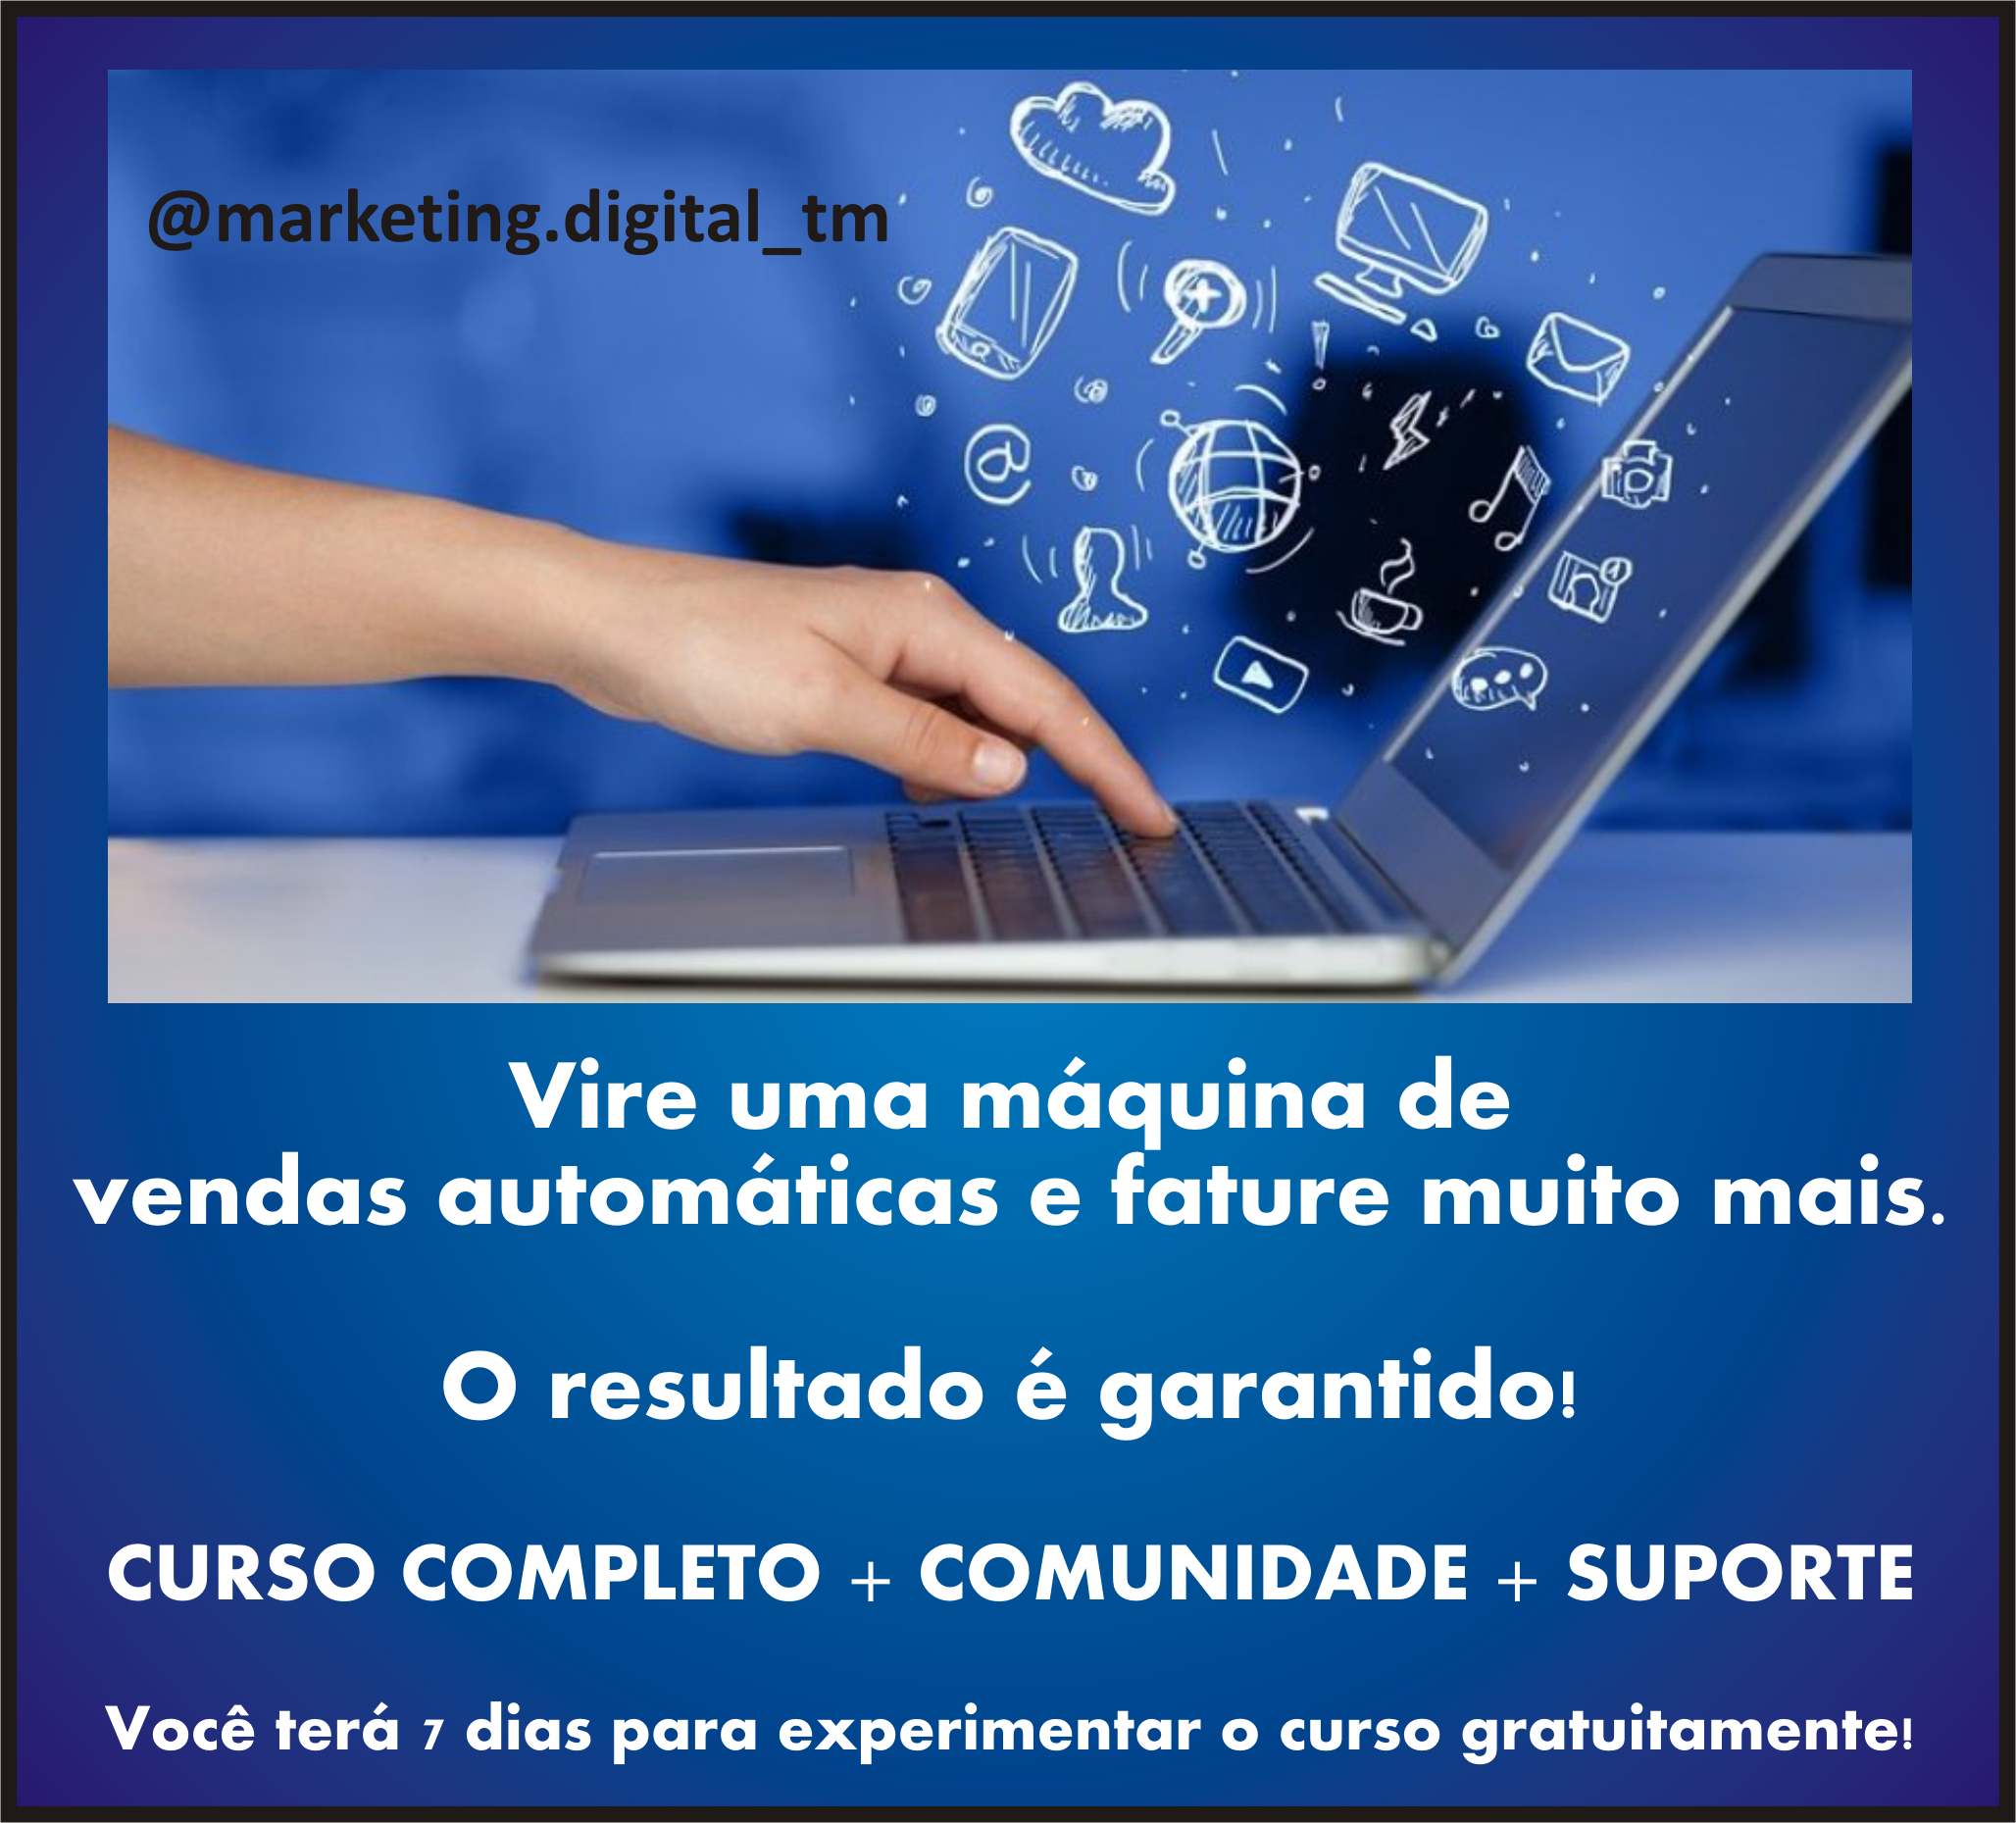 @marketing.digital_tm
Vire uma máquina de
vendas automáticas e fature muito mais.
O resultado é garantido!
CURSO COMPLETO + COMUNIDADE + SUPORTE
Você terá 7 dias para experimentar o curso gratuitamente!